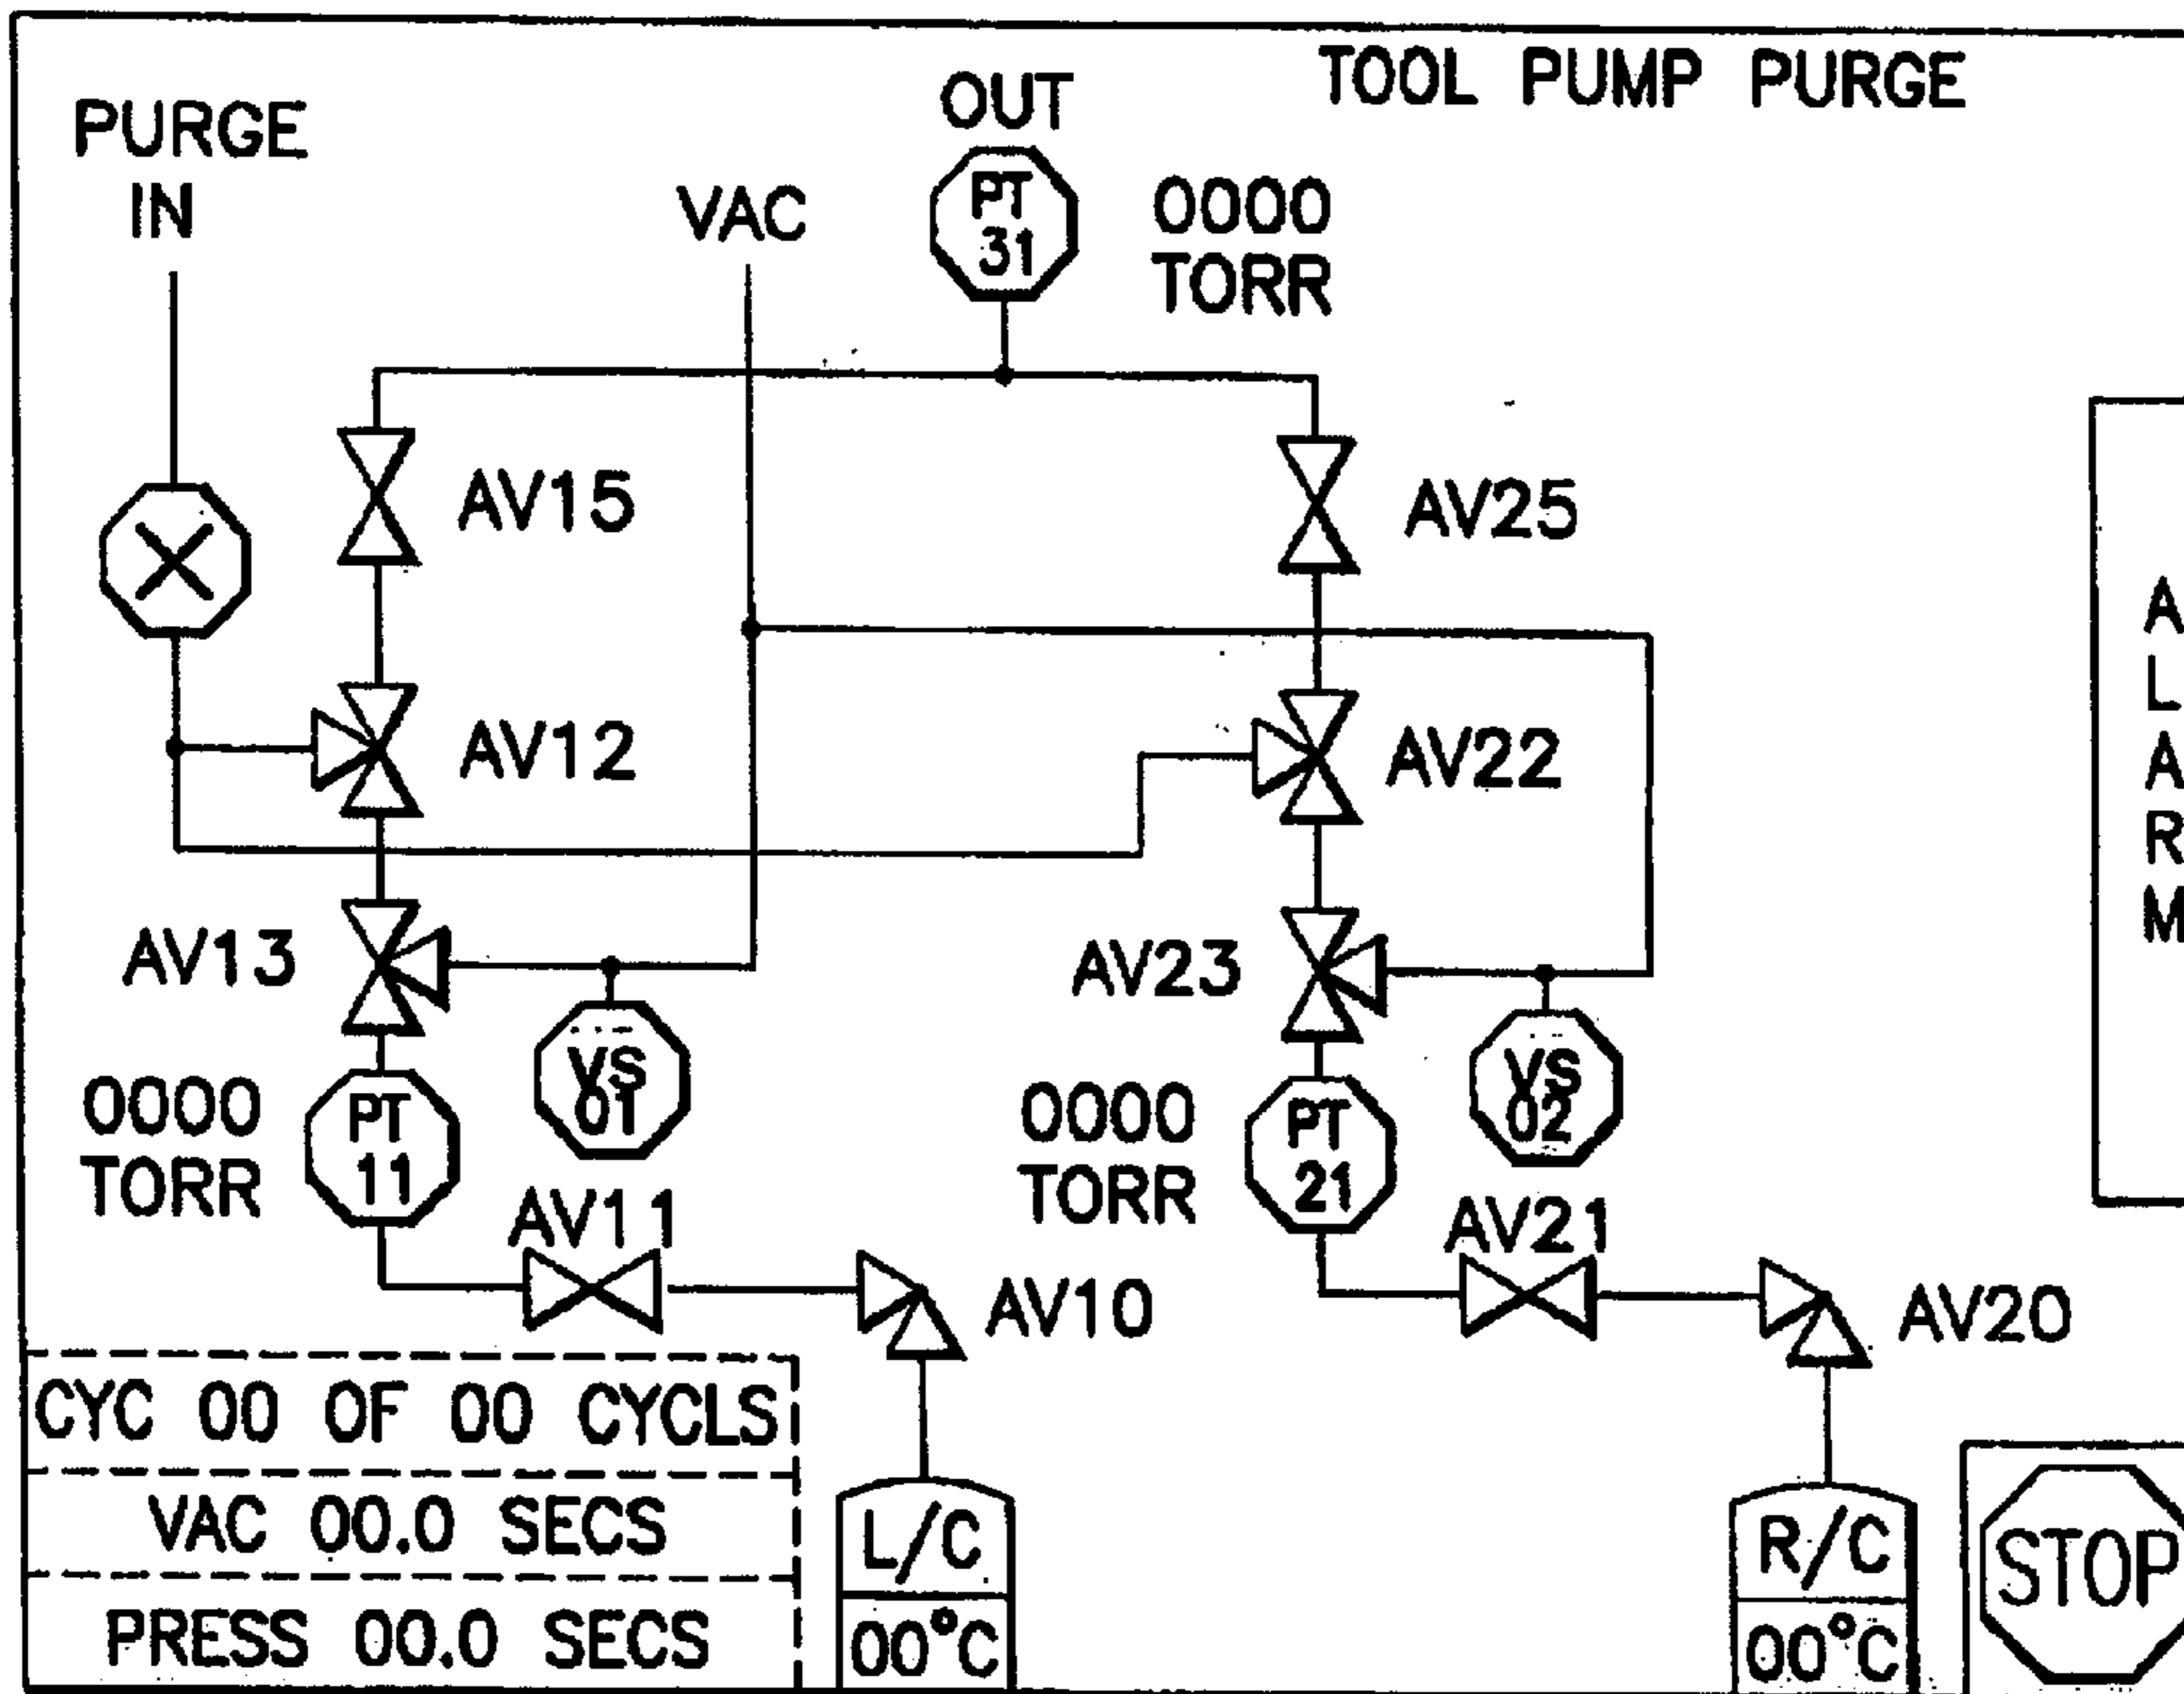 TOOL PUMP PURGE
PURGE
IN
VAC
OUT
PT
31
0000
TORR
AV15
AV25
AV12
AV22
AV13
AV23
VS
01
VS
02
0000
TORR
PT
11
0000
TORR
PT
21
AV11
AV10
AV21
AV20
A
L
A
R
M
CYC 00 OF 00 CYCLS
VAC 00.0 SECS
PRESS 00.0 SECS
L/C
00°C
R/C
00°C
STOP